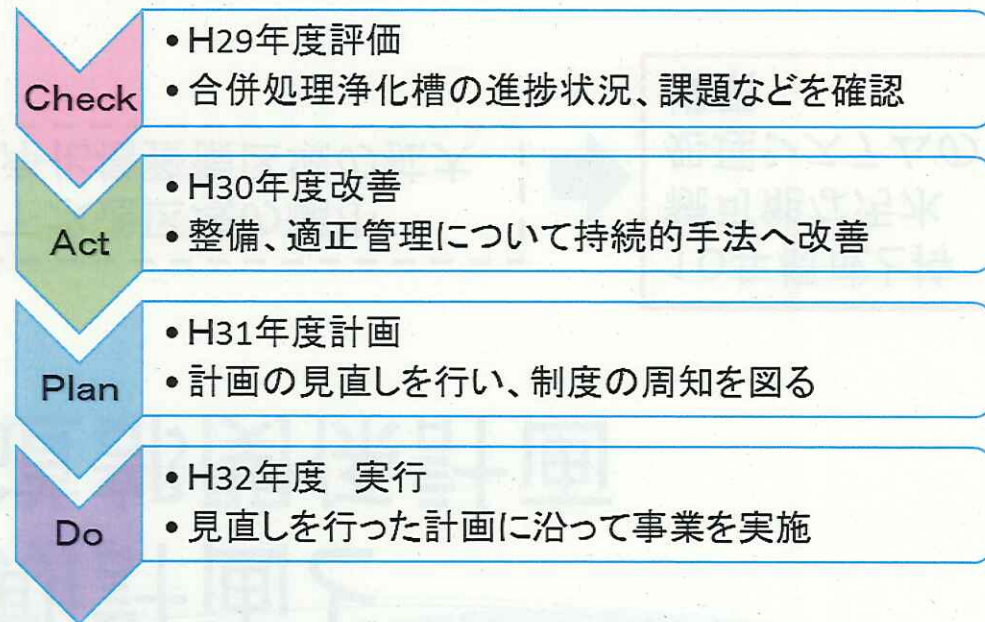 Check
• H29年度評価
• 合併処理浄化槽の進捗状況、課題などを確認
Act
• H30年度改善
• 整備、適正管理について持続的手法へ改善
Plan
• H31年度計画
• 計画の見直しを行い、制度の周知を図る
Do
• H32年度　実行
• 見直しを行った計画に沿って事業を実施